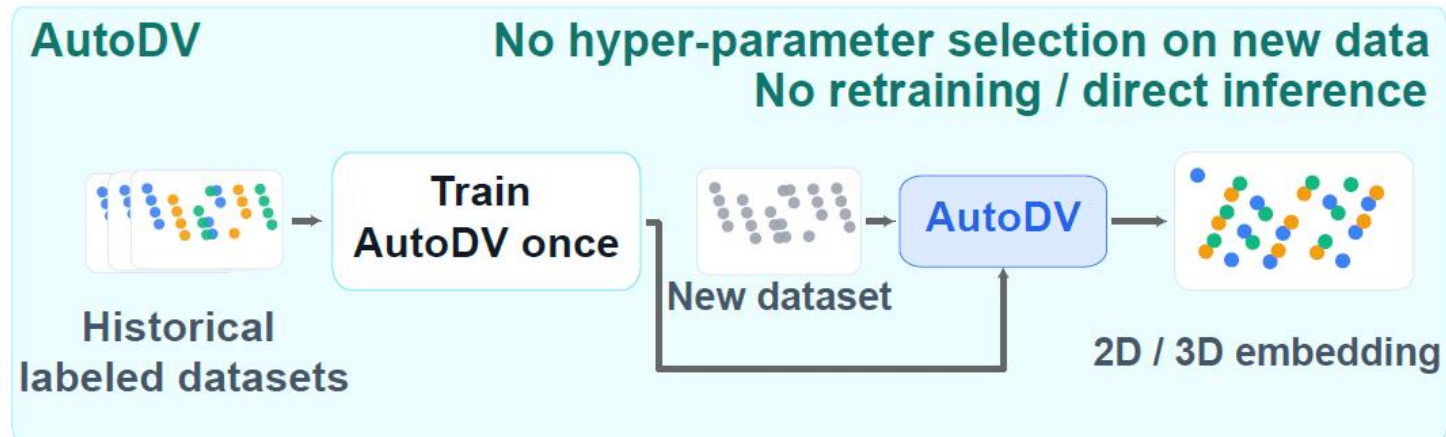 AutoDV
No hyper-parameter selection on new data
No retraining / direct inference
Historical
labeled datasets
Train
AutoDV once
New dataset
AutoDV
2D / 3D embedding